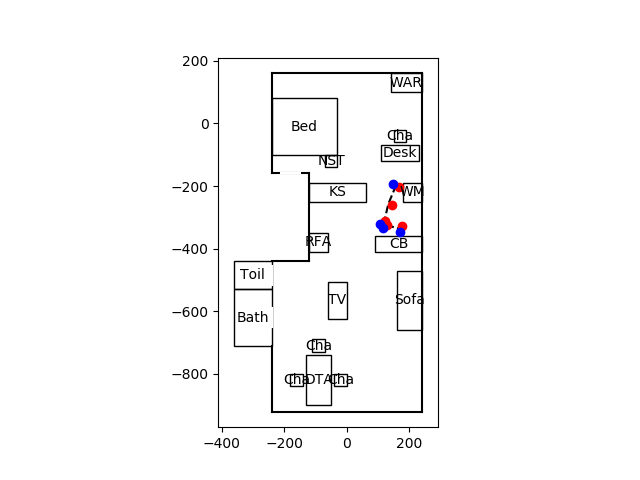 200
WAR
0
Bed
Cha
Desk
NST
−200
KS
WM
RFA
CB
−400
Toil
−600
Bath
TV
Sofa
Cha
−800
Cha
DTA
Cha
−400
−200
0
200